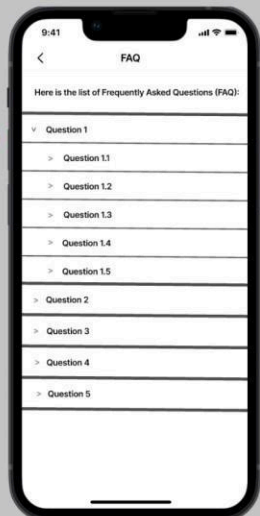 9:41
FAQ
Here is the list of Frequently Asked Questions (FAQ):
Question 1
Question 1.1
Question 1.2
Question 1.3
Question 1.4
Question 1.5
Question 2
Question 3
Question 4
Question 5